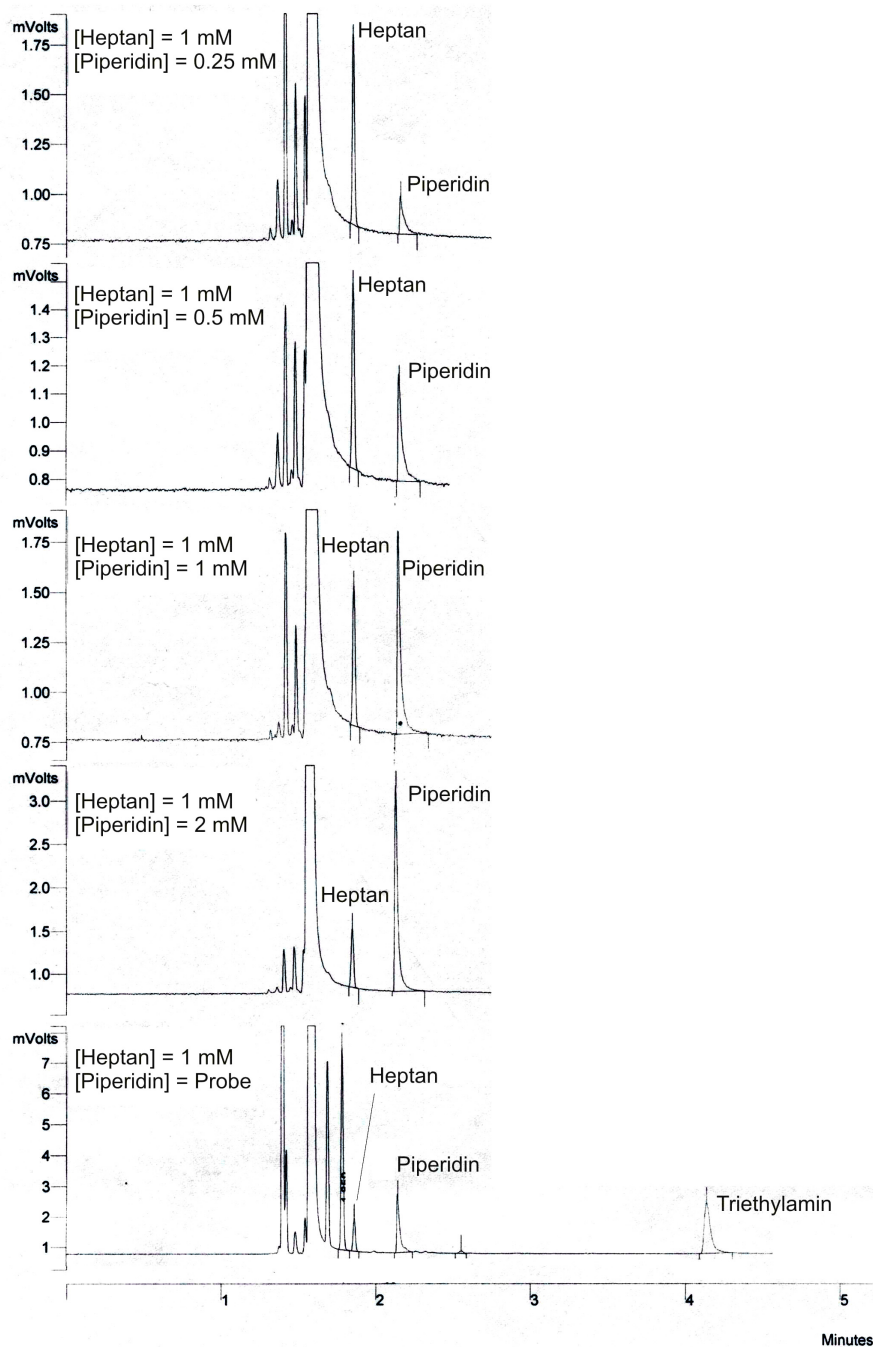 mVolts
[Heptan] = 1 mM
[Piperidin] = 0.25 mM
Heptan
Piperidin
1.75
1.50
1.25
1.00
0.75
mVolts
[Heptan] = 1 mM
[Piperidin] = 0.5 mM
Heptan
Piperidin
1.4
1.3
1.2
1.1
1.0
0.9
0.8
mVolts
[Heptan] = 1 mM
[Piperidin] = 1 mM
Heptan
Piperidin
1.75
1.50
1.25
1.00
0.75
mVolts
[Heptan] = 1 mM
[Piperidin] = 2 mM
Piperidin
Heptan
3.0
2.5
2.0
1.5
1.0
mVolts
[Heptan] = 1 mM
[Piperidin] = Probe
Heptan
Piperidin
Triethylamin
7
6
5
4
3
2
1
1
2
3
4
5
Minutes